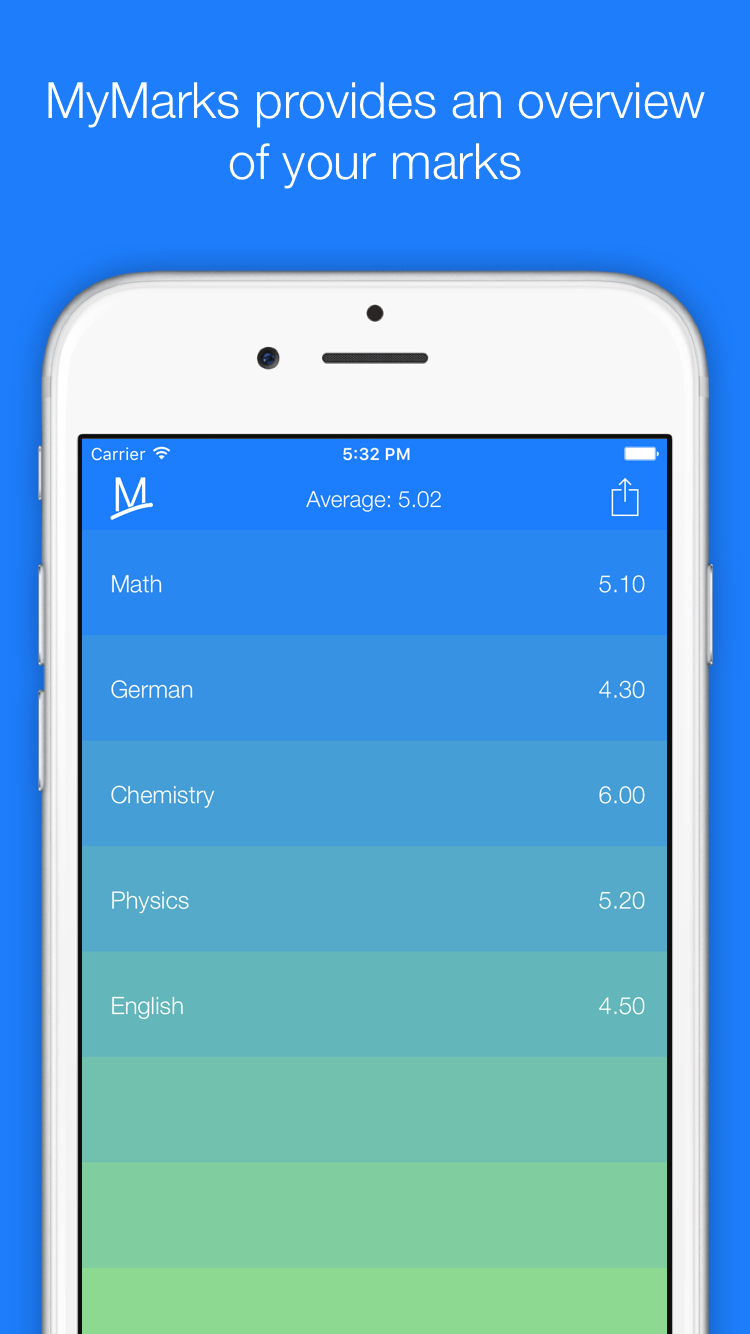 MyMarks provides an overview
of your marks
Carrier 5:32 PM
M Average: 5.02
Math 5.10
German 4.30
Chemistry 6.00
Physics 5.20
English 4.50